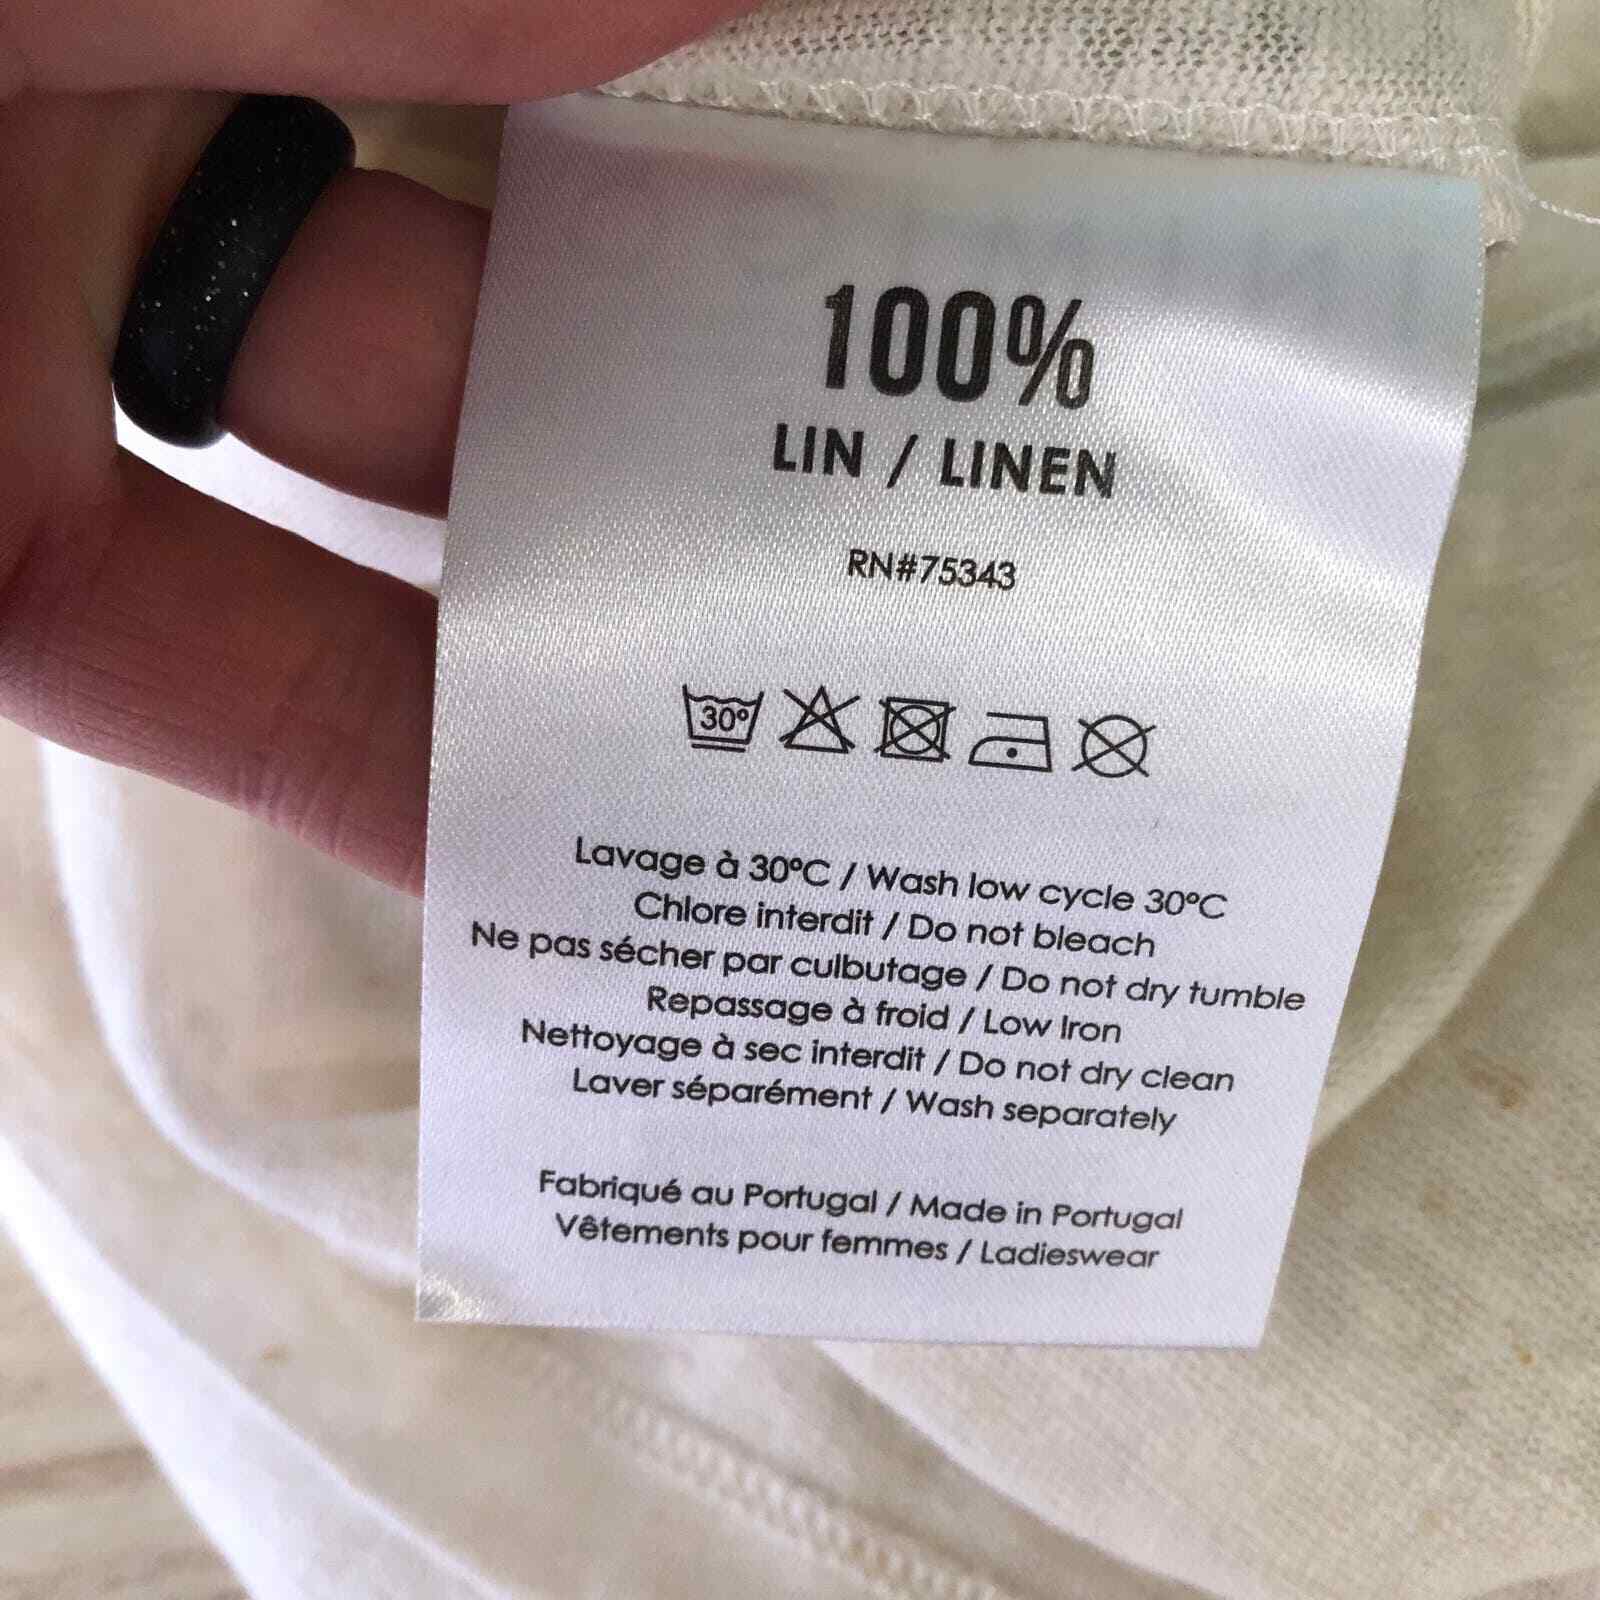 100%
LIN / LINEN
RN#75343
30°
Lavage à 30°C / Wash low cycle 30°C
Chlore interdit / Do not bleach
Ne pas sécher par culbutage / Do not dry tumble
Repassage à froid / Low Iron
Nettoyage à sec interdit / Do not dry clean
Laver séparément / Wash separately
Fabriqué au Portugal / Made in Portugal
Vêtements pour femmes / Ladieswear